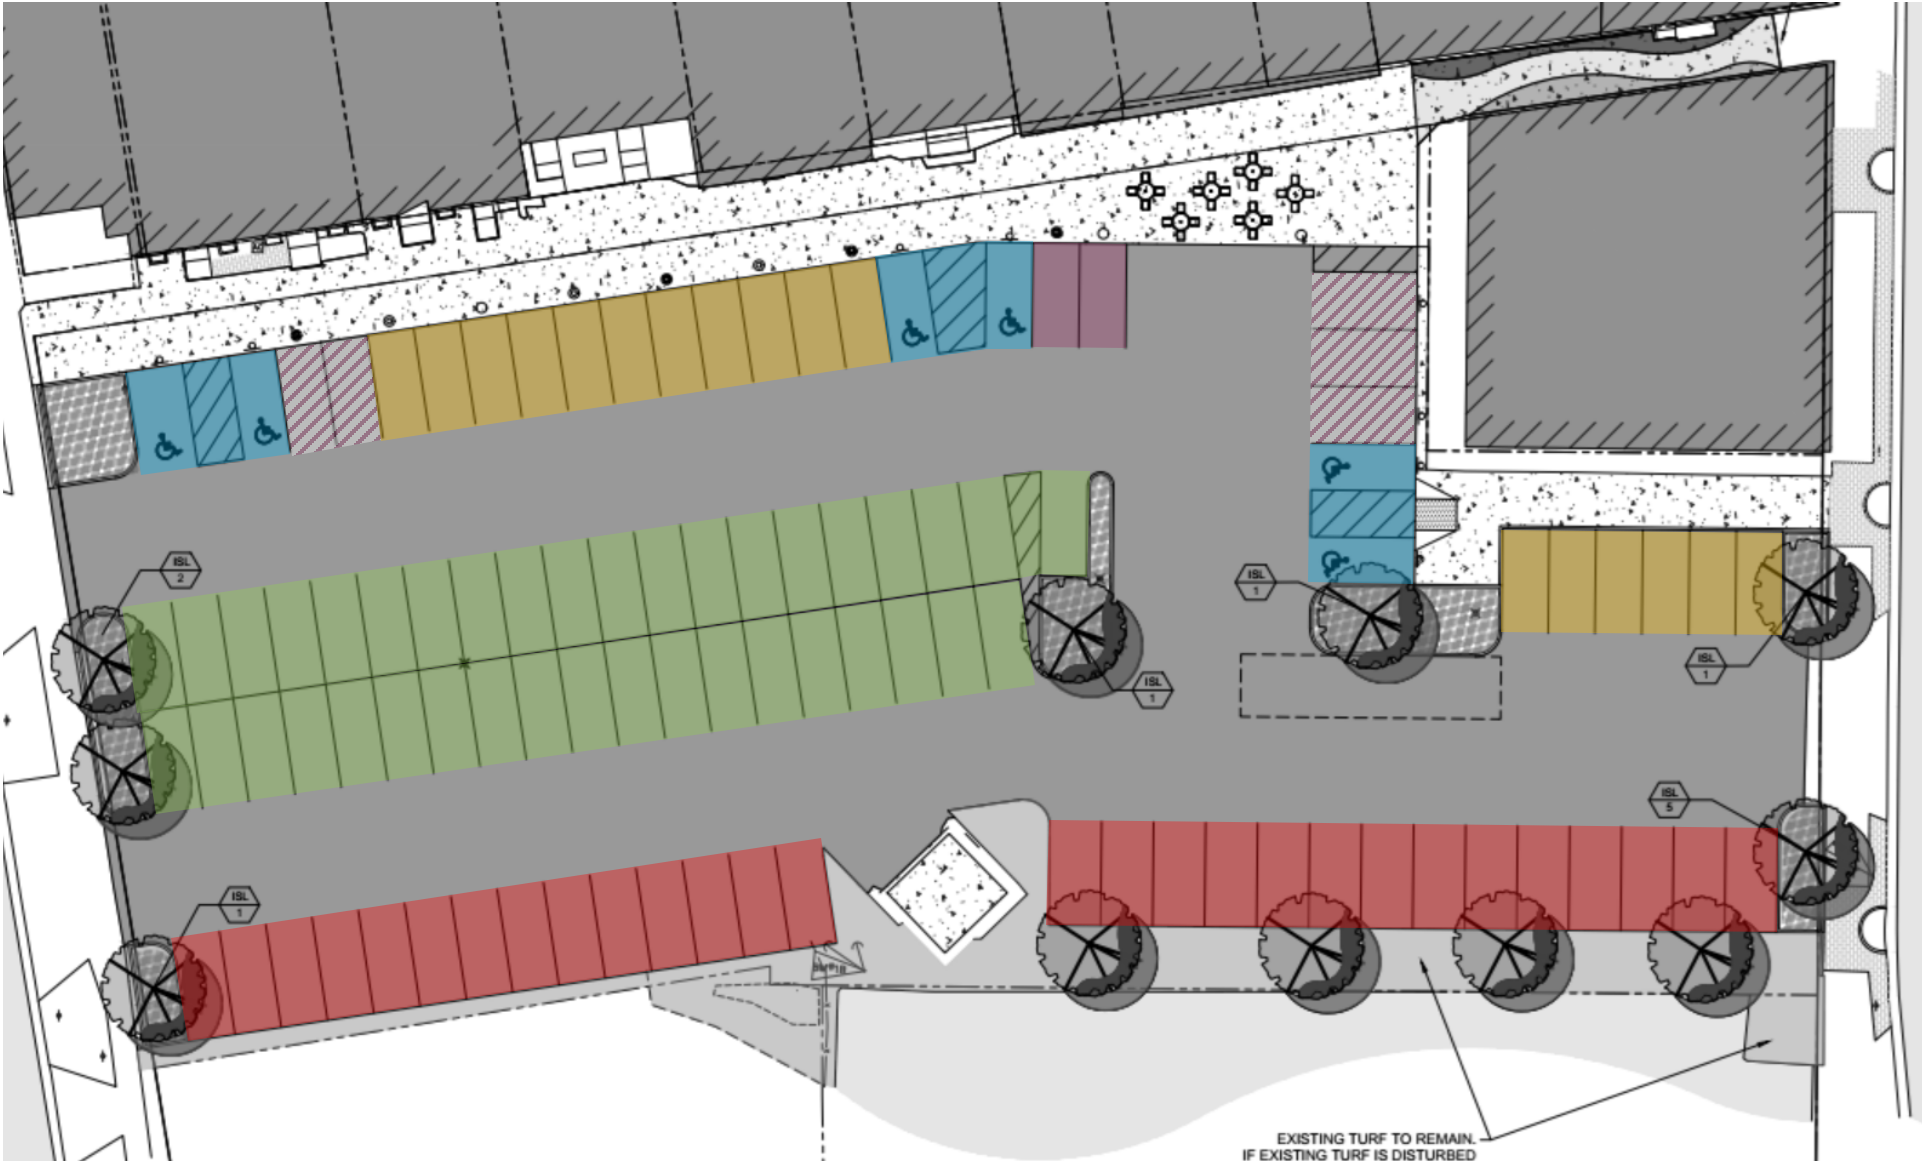 ISL
2
ISL
1
ISL
1
ISL
1
ISL
5
ISL
1
EXISTING TURF TO REMAIN.
IF EXISTING TURF IS DISTURBED